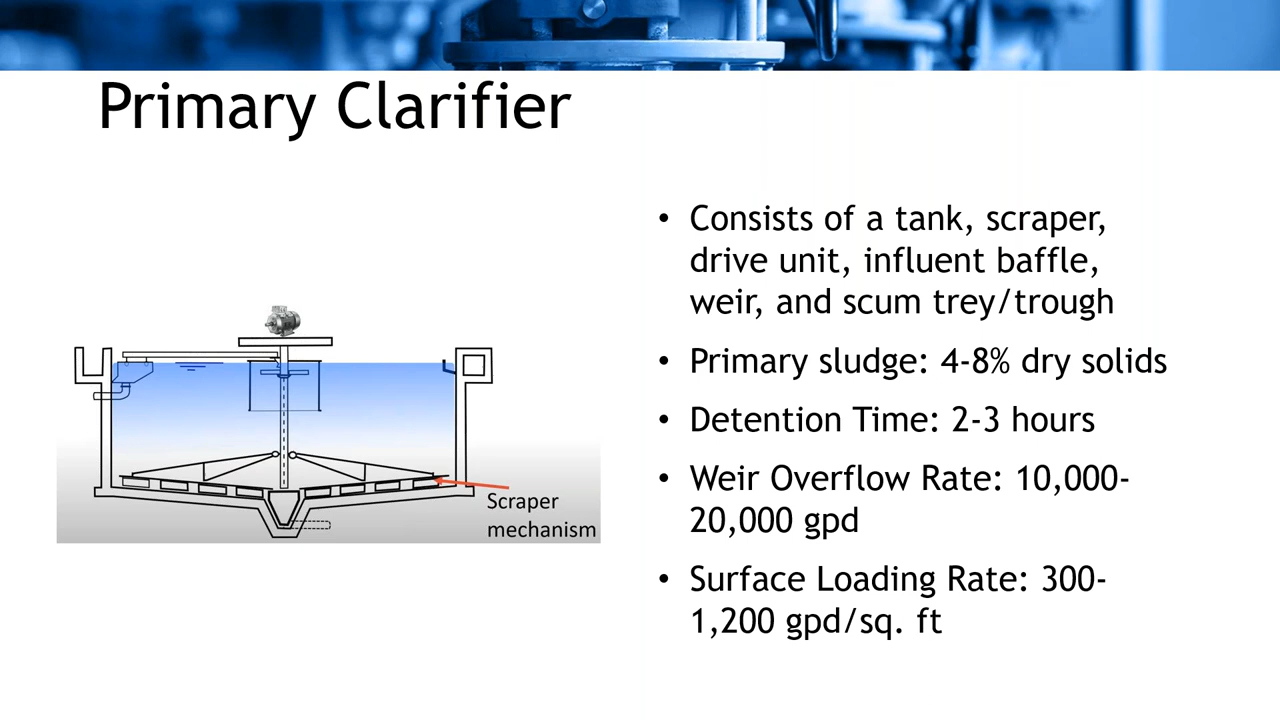 Primary Clarifier
• Consists of a tank, scraper,
drive unit, influent baffle,
weir, and scum trey/trough
• Primary sludge: 4-8% dry solids
• Detention Time: 2-3 hours
• Weir Overflow Rate: 10,000-
20,000 gpd
• Surface Loading Rate: 300-
1,200 gpd/sq. ft
Scraper
mechanism